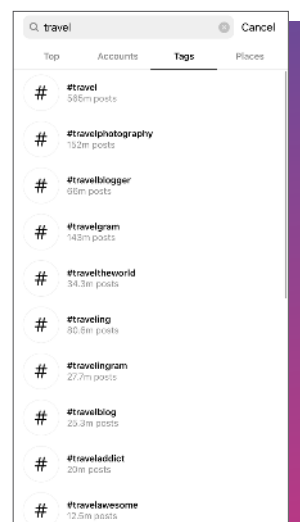 travel
Cancel
Top Accounts Tags Places
# #travel
585m posts
# #travelphotography
152m posts
# #travelblogger
66m posts
# #travelgram
143m posts
# #traveltheworld
34.3m posts
# #traveling
80.6m posts
# #travelingram
27.7m posts
# #travelblog
25.3m posts
# #traveladdict
20m posts
# #travelawesome
12.5m posts